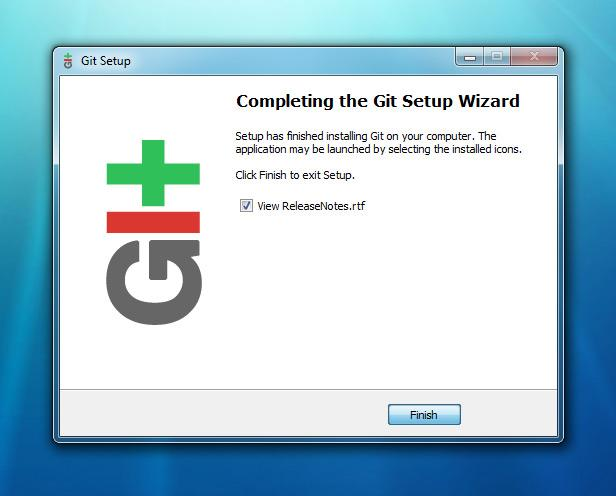 Git Setup
Completing the Git Setup Wizard
Setup has finished installing Git on your computer. The
application may be launched by selecting the installed icons.
Click Finish to exit Setup.
View ReleaseNotes.rtf
GIt
Finish